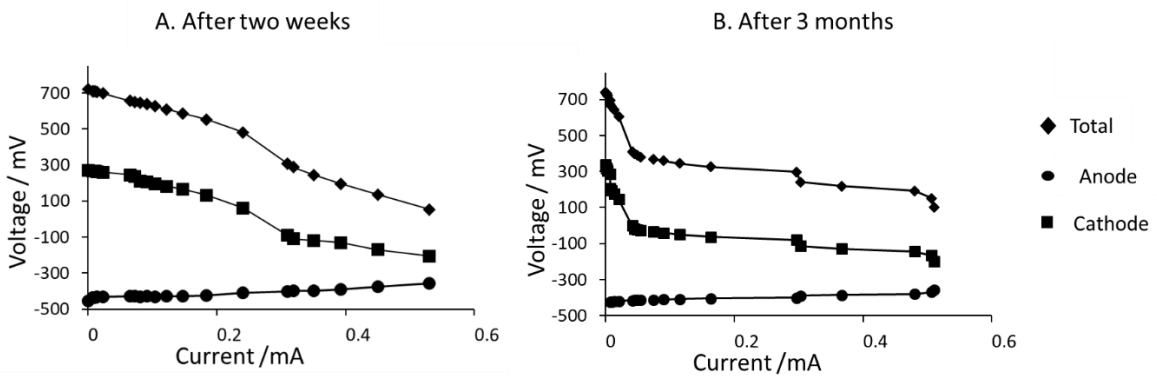 A. After two weeks
B. After 3 months
Voltage / mV
700
500
300
100
-100
-300
-500
0
0.2
0.4
0.6
Current /mA
Voltage / mV
700
500
300
100
-100
-300
-500
0
0.2
0.4
0.6
Current /mA
Total
Anode
Cathode